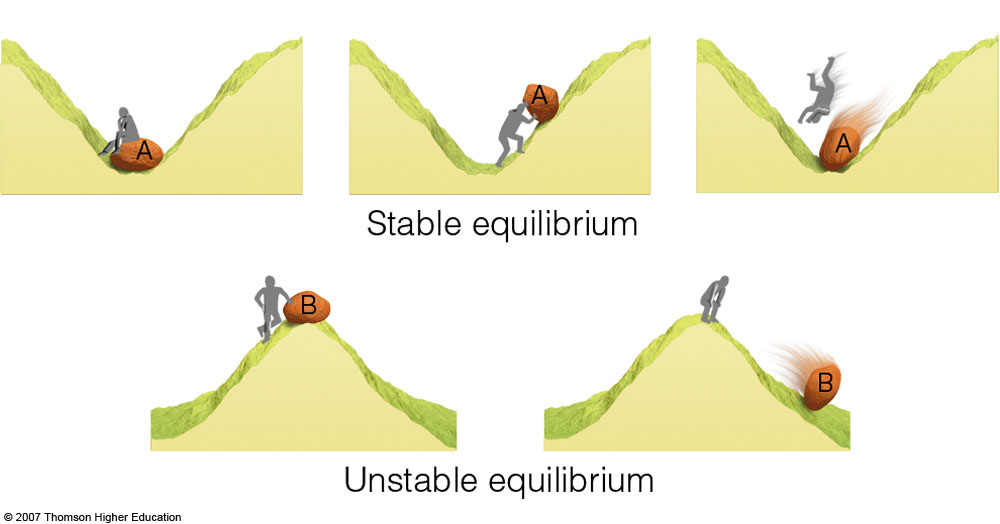 A
A
A
Stable equilibrium
B
B
Unstable equilibrium
© 2007 Thomson Higher Education